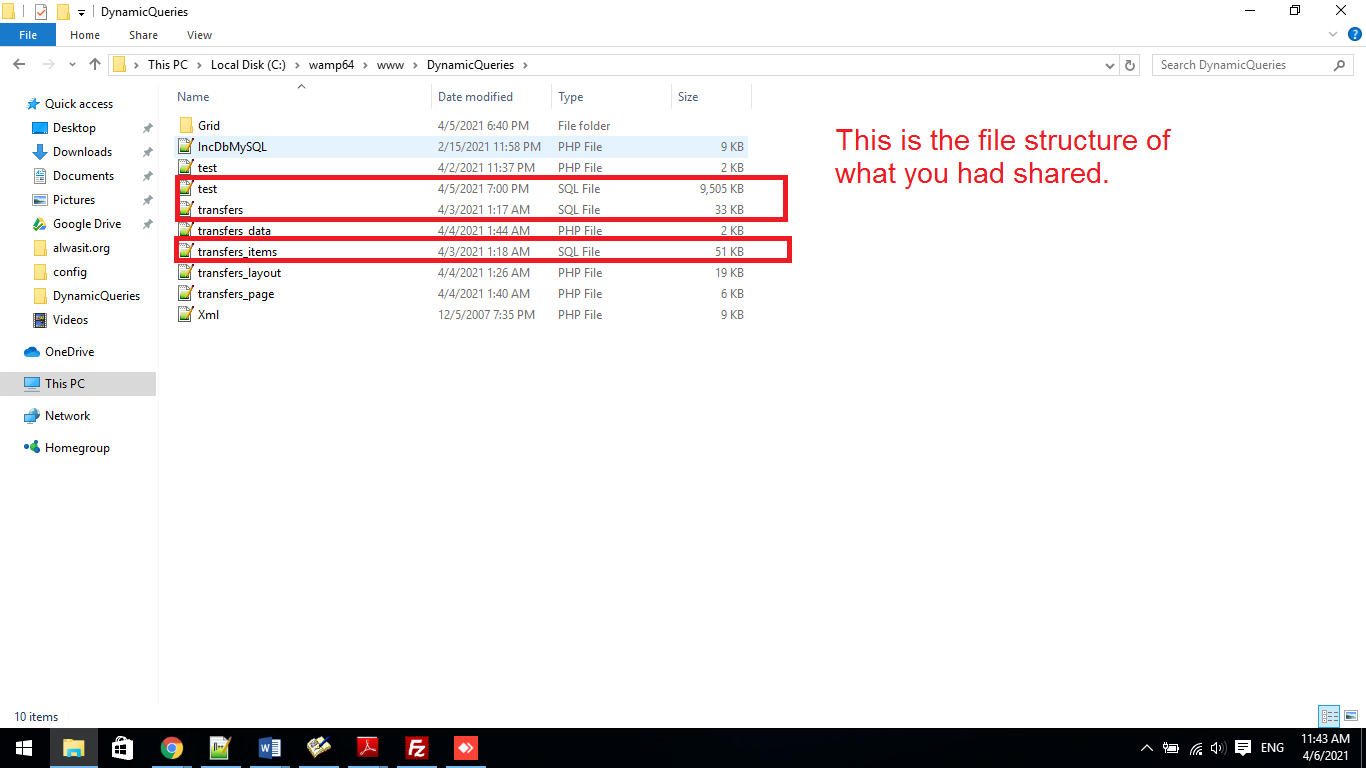 DynamicQueries
File Home Share View
This PC Local Disk (C:) wamp64 www DynamicQueries Search DynamicQueries
Name Date modified Type Size
Quick access
Desktop
Downloads
Documents
Pictures
Google Drive
alwasit.org
config
DynamicQueries
Videos
OneDrive
This PC
Network
Homegroup
Grid 4/5/2021 6:40 PM File folder
IncDbMySQL 2/15/2021 11:58 PM PHP File 9 KB
test 4/2/2021 11:37 PM PHP File 2 KB
test 4/5/2021 7:00 PM SQL File 9,505 KB
transfers 4/3/2021 1:17 AM SQL File 33 KB
transfers_data 4/4/2021 1:44 AM PHP File 2 KB
transfers_items 4/3/2021 1:18 AM SQL File 51 KB
transfers_layout 4/4/2021 1:26 AM PHP File 19 KB
transfers_page 4/4/2021 1:40 AM PHP File 6 KB
Xml 12/5/2007 7:35 PM PHP File 9 KB
This is the file structure of
what you had shared.
10 items
ENG
11:43 AM
4/6/2021